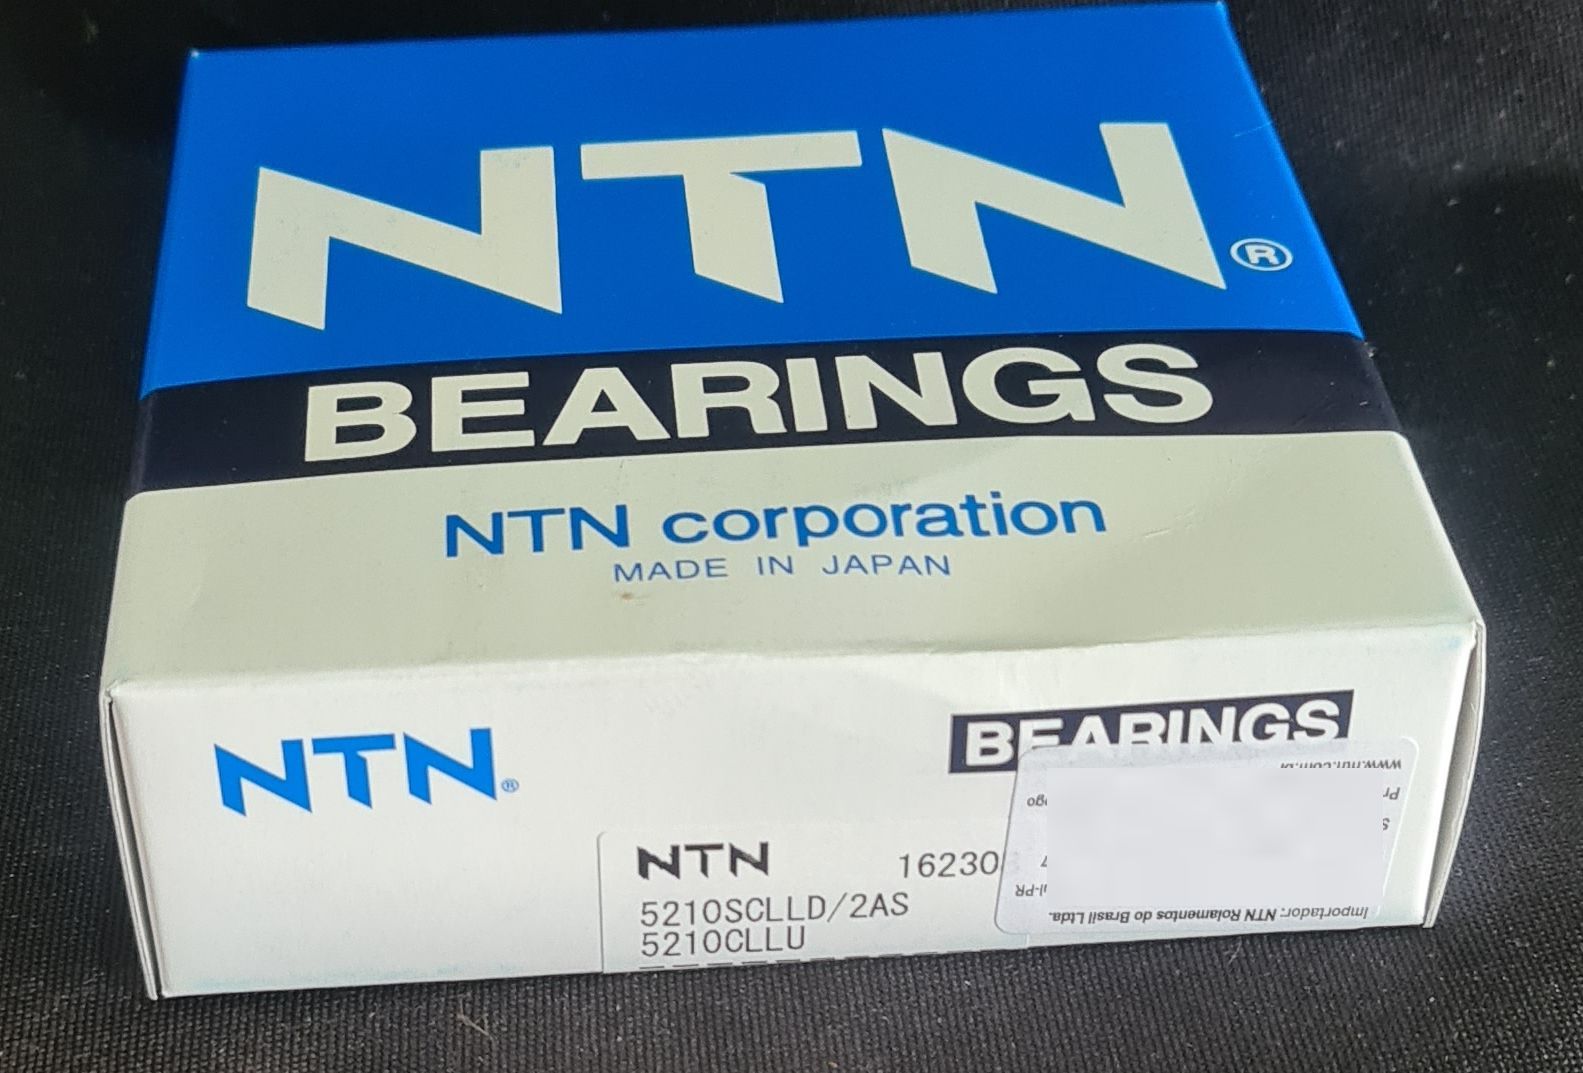 NTN®
BEARINGS
NTN corporation
MADE IN JAPAN
NTN®
BEARINGS
NTN 16230
5210SCLLD/2AS
5210CLLU
Importador: NTN Rolamentos do Brasil Ltda.
l-PR